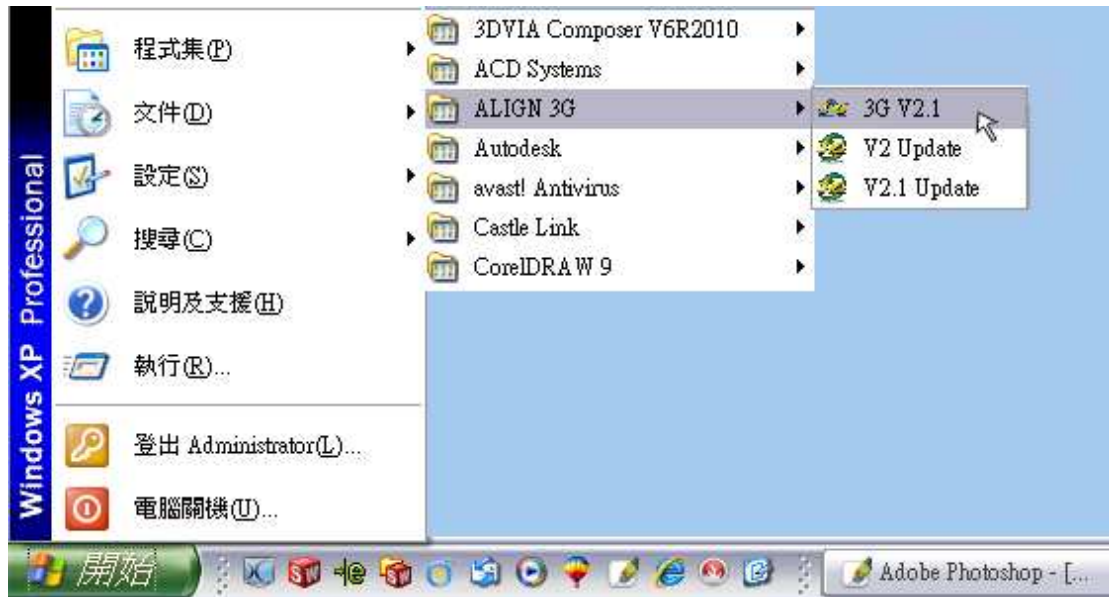 Windows XP Professional
程式集(P)
文件(D)
設定(S)
搜尋(C)
說明及支援(H)
執行(R)...
登出 Administrator(L)...
電腦關機(U)...
3DVIA Composer V6R2010
ACD Systems
ALIGN 3G
Autodesk
avast! Antivirus
Castle Link
CorelDRAW 9
3G V2.1
V2 Update
V2.1 Update
開始
Adobe Photoshop - [...